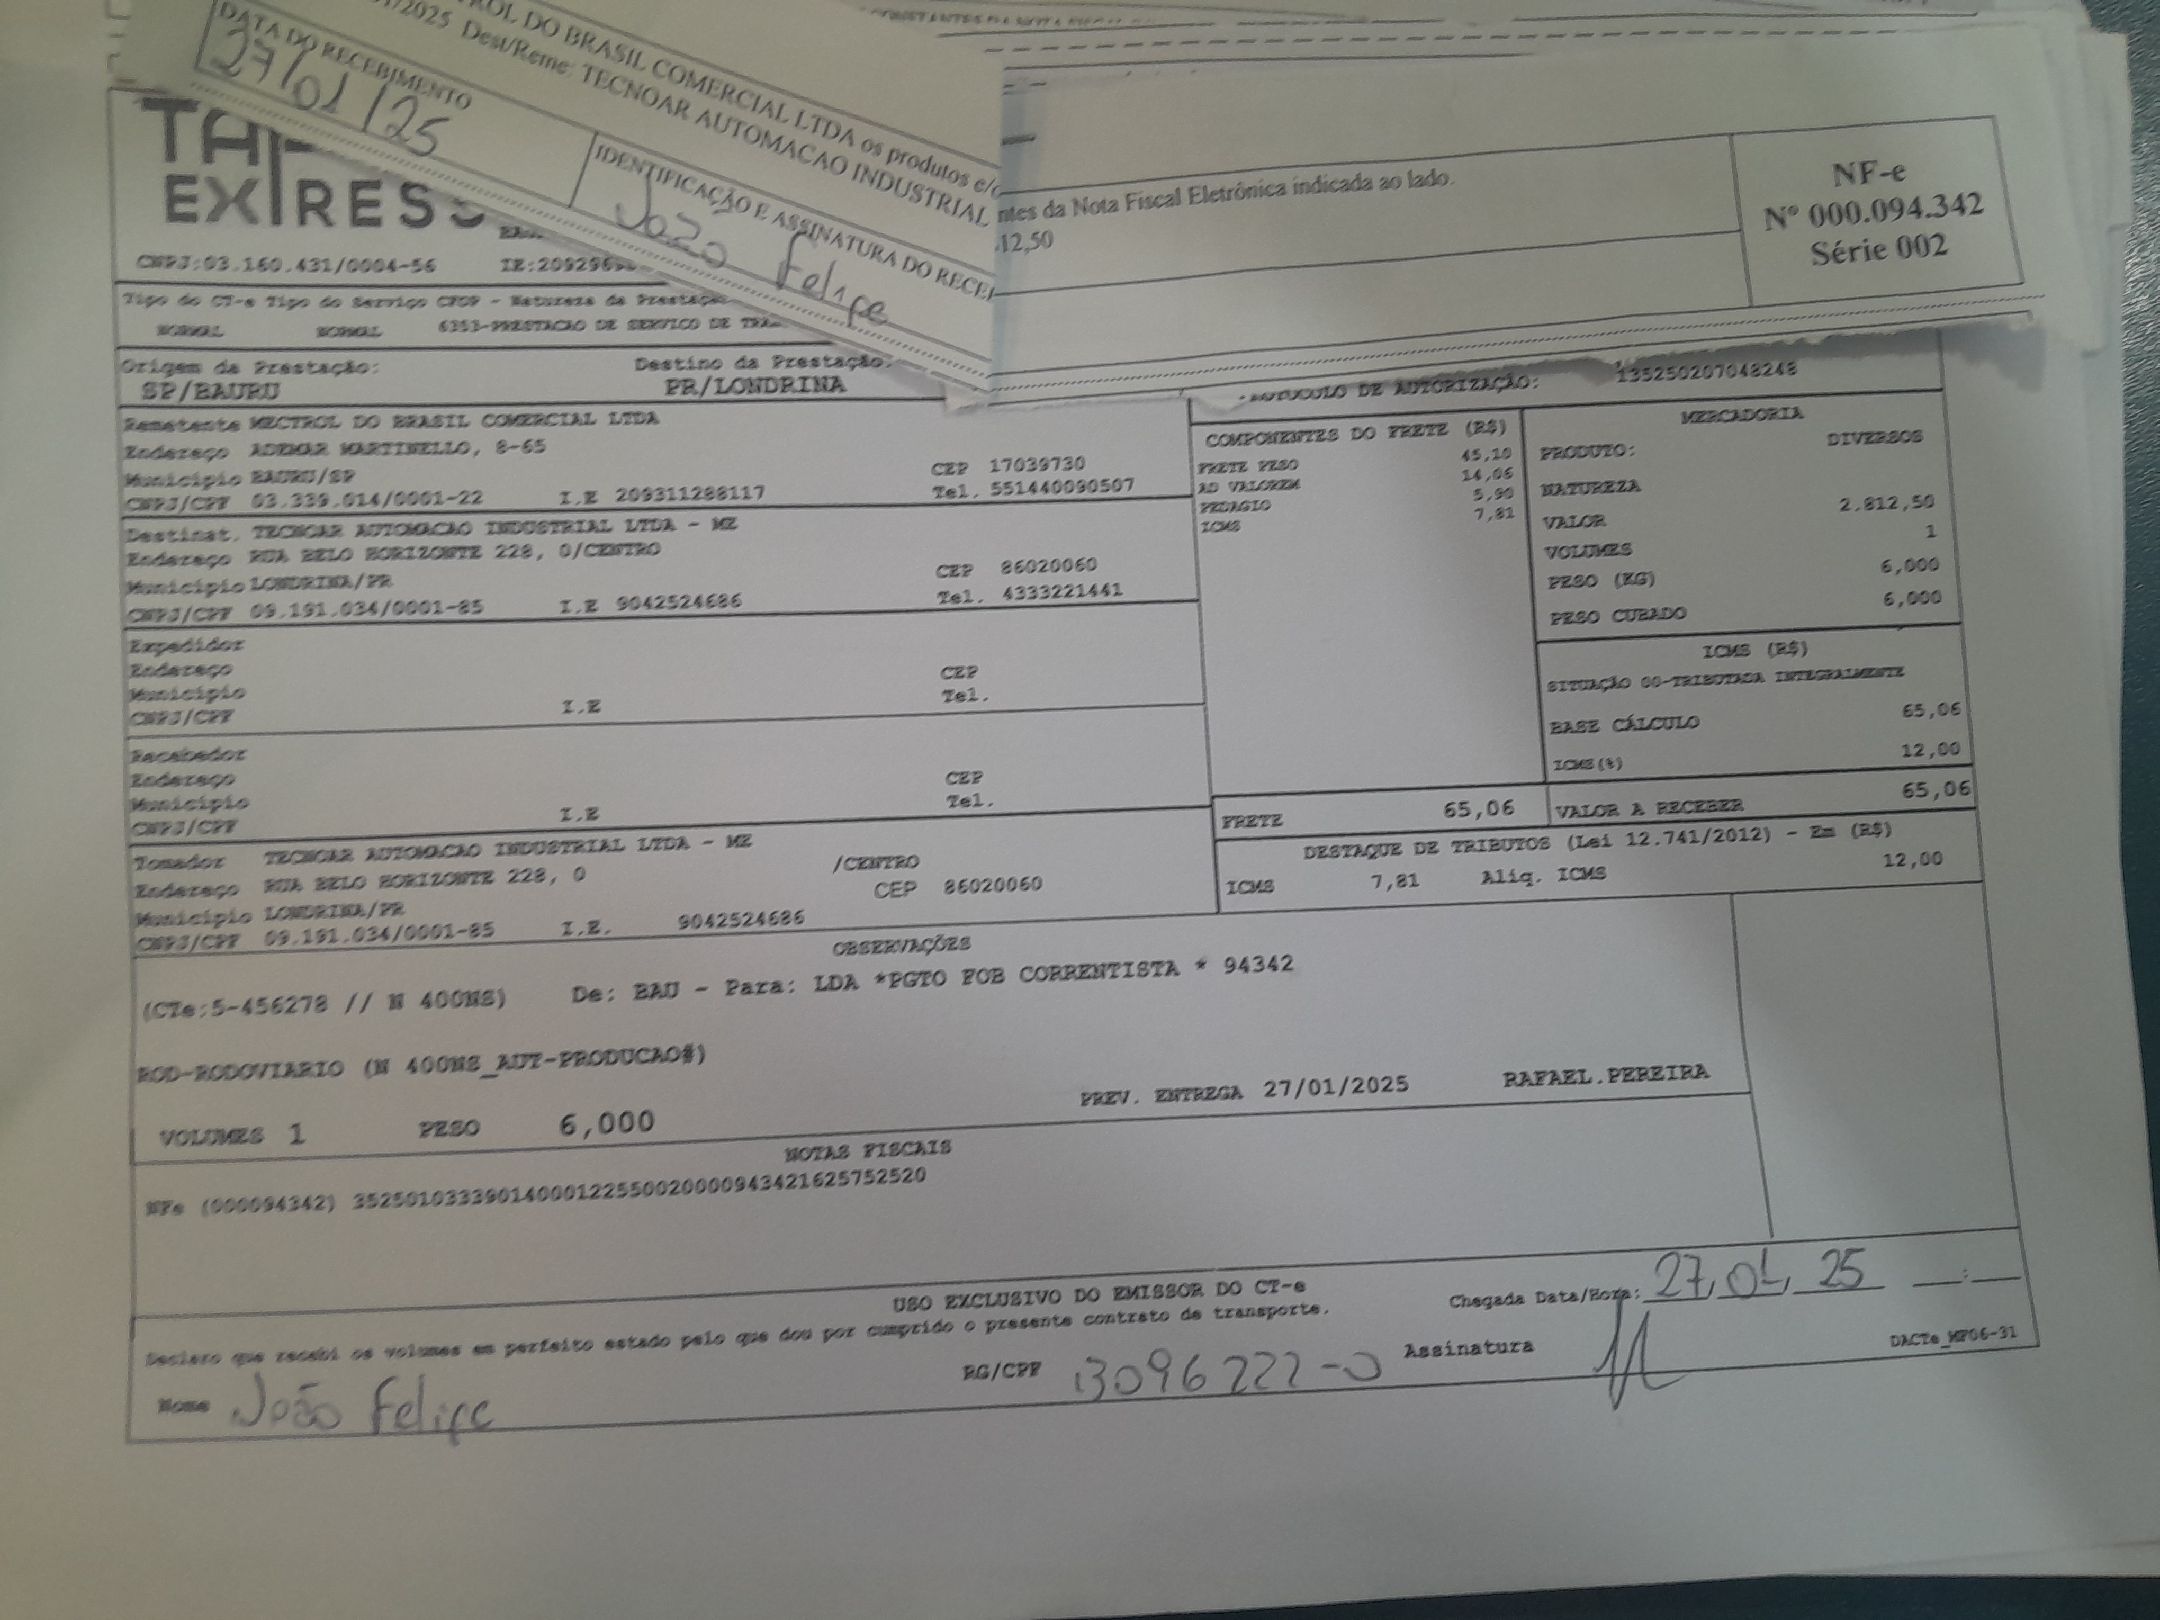 ROL DO BRASIL COMERCIAL LTDA os produtos e/o
/2025 Dest/Reme: TECNOAR AUTOMACAO INDUSTRIAL
DATA DO RECEBIMENTO
27/01/25
IDENTIFICAÇÃO E ASSINATURA DO RECE
João Felipe
ntes da Nota Fiscal Eletrônica indicada ao lado.
12,50
NF-e
Nº 000.094.342
Série 002
EXPRESS
CNPJ:03.160.431/0004-56
Tipo do CT-e Tipo do Serviço CFOP - Natureza da Prestação
NORMAL NORMAL 6353-PRESTACAO DE SERVICO DE
Origem da Prestação: Destino da Prestação:
SP/BAURU PR/LONDRINA
PROTOCOLO DE AUTORIZAÇÃO: 135250207048248
Remetente MECTROL DO BRASIL COMERCIAL LTDA
Endereço ADEMAR MARTINELLO, 8-65
Município BAURU/SP CEP 17039730
CNPJ/CPF 03.339.014/0001-22 I.E 209311288117 Tel. 551440090507
Destinat. TECNOAR AUTOMACAO INDUSTRIAL LTDA - ME
Endereço RUA BELO HORIZONTE 228, 0/CENTRO
Município LONDRINA/PR CEP 86020060
CNPJ/CPF 09.191.034/0001-85 I.E 9042524686 Tel. 4333221441
Expedidor
Endereço
Município CEP
CNPJ/CPF I.E Tel.
Recebedor
Endereço
Município CEP
CNPJ/CPF I.E Tel.
Tomador TECNOAR AUTOMACAO INDUSTRIAL LTDA - ME
Endereço RUA BELO HORIZONTE 228, 0 /CENTRO
Município LONDRINA/PR CEP 86020060
CNPJ/CPF 09.191.034/0001-85 I.E. 9042524686
COMPONENTES DO FRETE (R$)
FRETE PESO 45,10
AD VALOREM 14,06
PEDAGIO 5,90
ICMS 7,81
MERCADORIA
PRODUTO: DIVERSOS
NATUREZA
VALOR 2.812,50
VOLUMES 1
PESO (KG) 6,000
PESO CUBADO 6,000
ICMS (R$)
SITUAÇÃO 00-TRIBUTADA INTEGRALMENTE
BASE CÁLCULO 65,06
ICMS(%) 12,00
FRETE 65,06 VALOR A RECEBER 65,06
DESTAQUE DE TRIBUTOS (Lei 12.741/2012) - Em (R$)
ICMS 7,81 Aliq. ICMS 12,00
OBSERVAÇÕES
(CTe:5-456278 // N 400NS) De: BAU - Para: LDA *PGTO FOB CORRENTISTA * 94342
ROD-RODOVIARIO (N 400NS_AUT-PRODUCAO#)
VOLUMES 1 PESO 6,000 PREV. ENTREGA 27/01/2025 RAFAEL.PEREIRA
NOTAS FISCAIS
NFe (000094342) 35250103339014000122550020000943421625752520
USO EXCLUSIVO DO EMISSOR DO CT-e
Declaro que recebi os volumes em perfeito estado pelo que dou por cumprido o presente contrato de transporte.
Chegada Data/Hora: 27/01/25 __:__
Nome João Felipe RG/CPF 13096222-0 Assinatura
DACTe_MP06-31